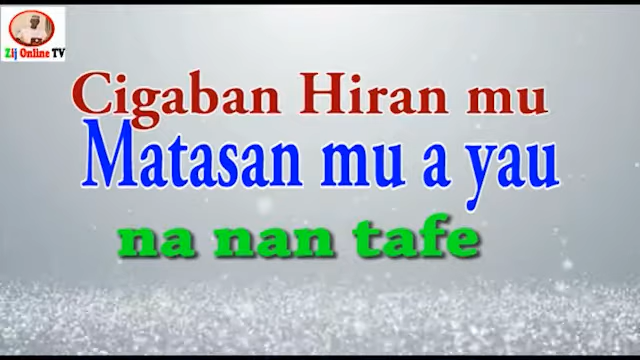 Zij Online TV
Cigaban Hiran mu
Matasan mu a yau
na nan tafe